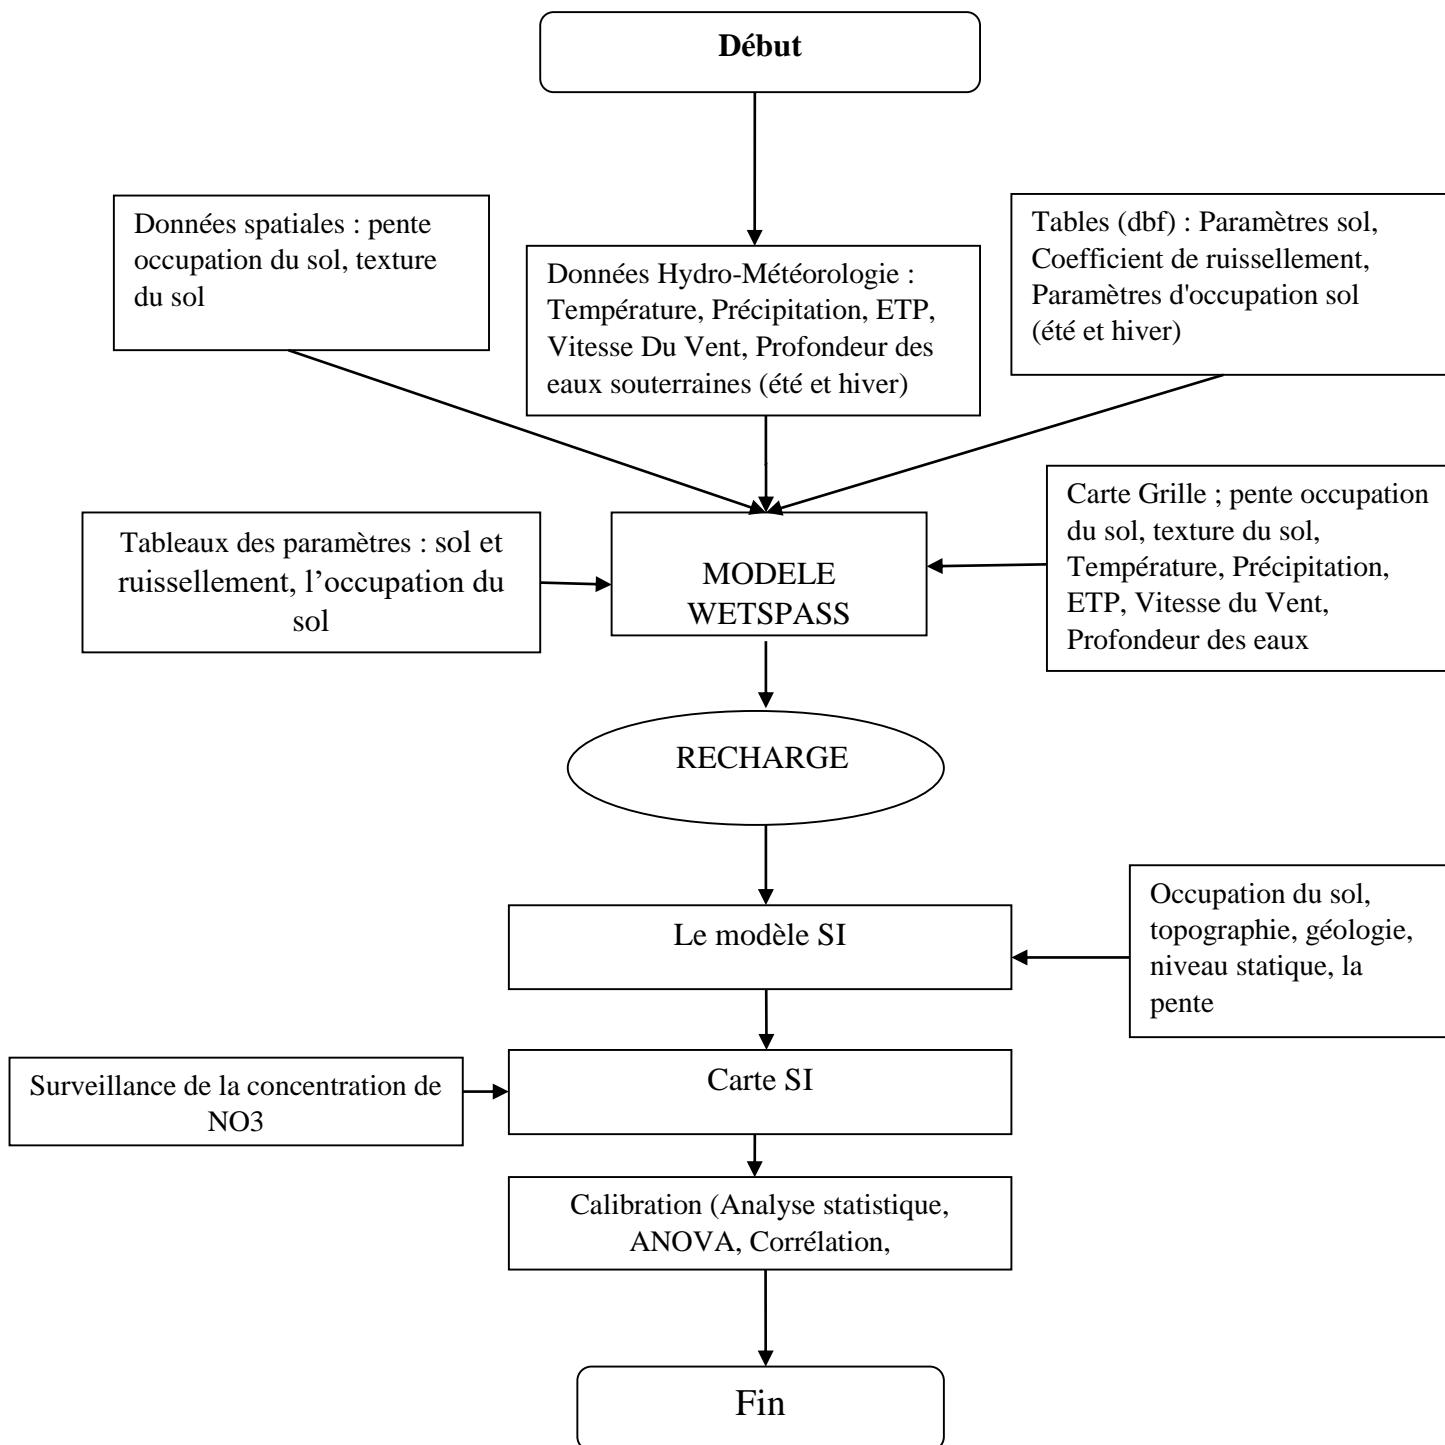 Début
Données spatiales : pente
occupation du sol, texture
du sol
Données Hydro-Météorologie :
Température, Précipitation, ETP,
Vitesse Du Vent, Profondeur des
eaux souterraines (été et hiver)
Tables (dbf) : Paramètres sol,
Coefficient de ruissellement,
Paramètres d'occupation sol
(été et hiver)
Tableaux des paramètres : sol et
ruissellement, l’occupation du
sol
MODELE
WETSPASS
Carte Grille ; pente occupation
du sol, texture du sol,
Température, Précipitation,
ETP, Vitesse du Vent,
Profondeur des eaux
RECHARGE
Le modèle SI
Occupation du sol,
topographie, géologie,
niveau statique, la
pente
Carte SI
Surveillance de la concentration de
NO3
Calibration (Analyse statistique,
ANOVA, Corrélation,
Fin